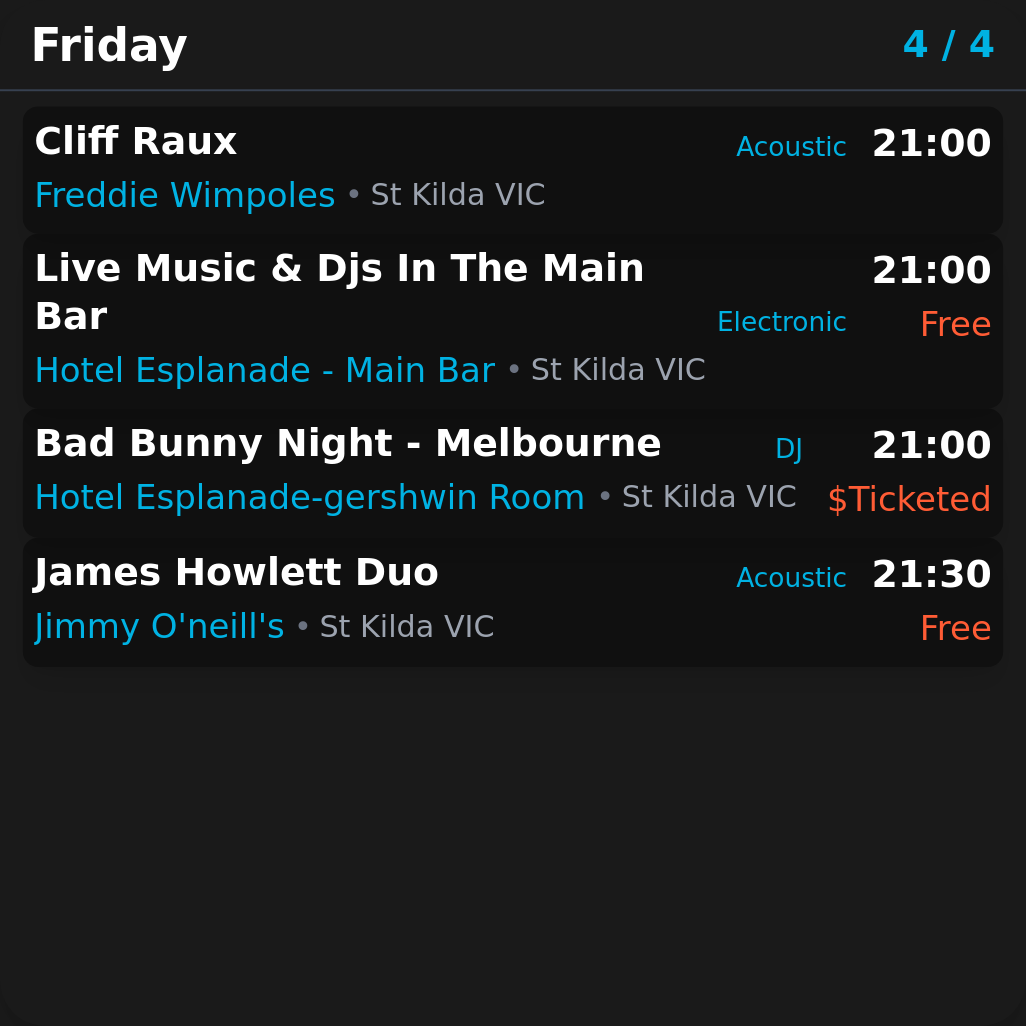 Friday 4 / 4
Cliff Raux Acoustic 21:00
Freddie Wimpoles • St Kilda VIC
Live Music & Djs In The Main 21:00
Bar Electronic Free
Hotel Esplanade - Main Bar • St Kilda VIC
Bad Bunny Night - Melbourne DJ 21:00
Hotel Esplanade-gershwin Room • St Kilda VIC $Ticketed
James Howlett Duo Acoustic 21:30
Jimmy O'neill's • St Kilda VIC Free